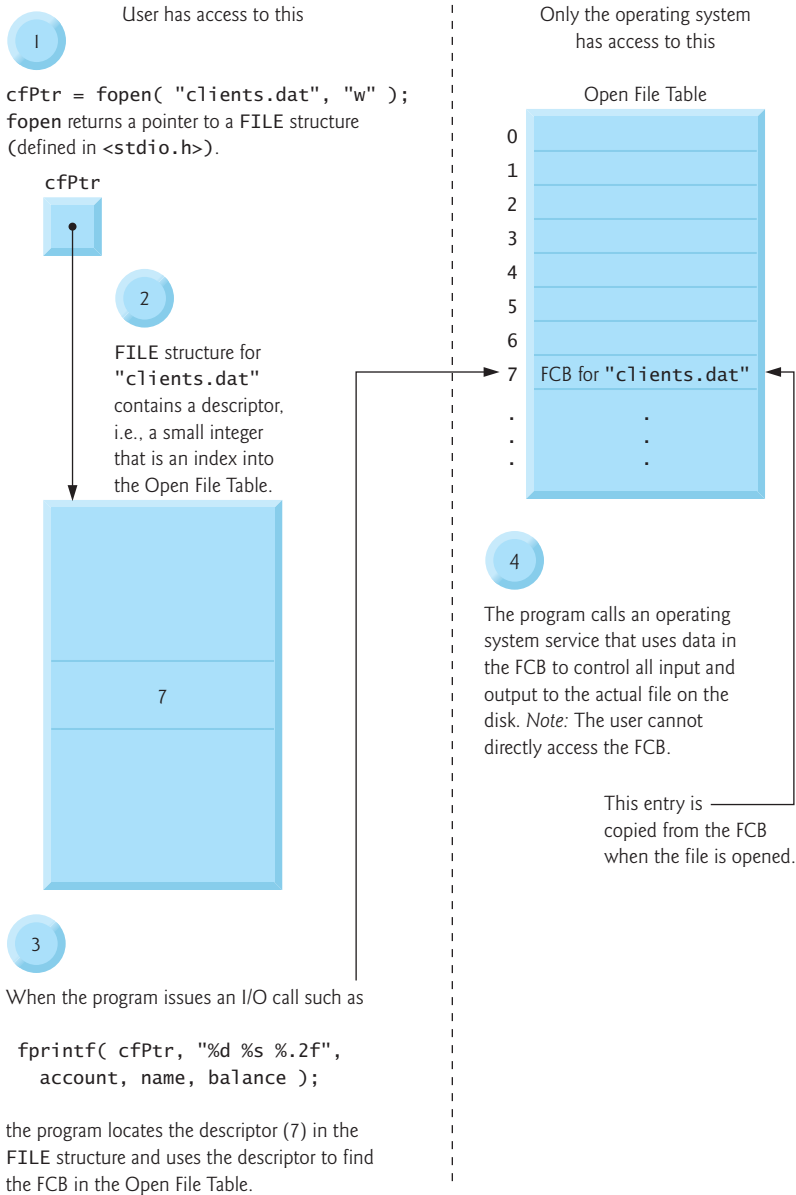 User has access to this
1
cfPtr = fopen( "clients.dat", "w" );
fopen returns a pointer to a FILE structure
(defined in <stdio.h>).
cfPtr
2
FILE structure for
"clients.dat"
contains a descriptor,
i.e., a small integer
that is an index into
the Open File Table.
7
3
When the program issues an I/O call such as
fprintf( cfPtr, "%d %s %.2f",
account, name, balance );
the program locates the descriptor (7) in the
FILE structure and uses the descriptor to find
the FCB in the Open File Table.
Only the operating system
has access to this
Open File Table
0
1
2
3
4
5
6
7 FCB for "clients.dat"
. .
. .
. .
4
The program calls an operating
system service that uses data in
the FCB to control all input and
output to the actual file on the
disk. Note: The user cannot
directly access the FCB.
This entry is
copied from the FCB
when the file is opened.